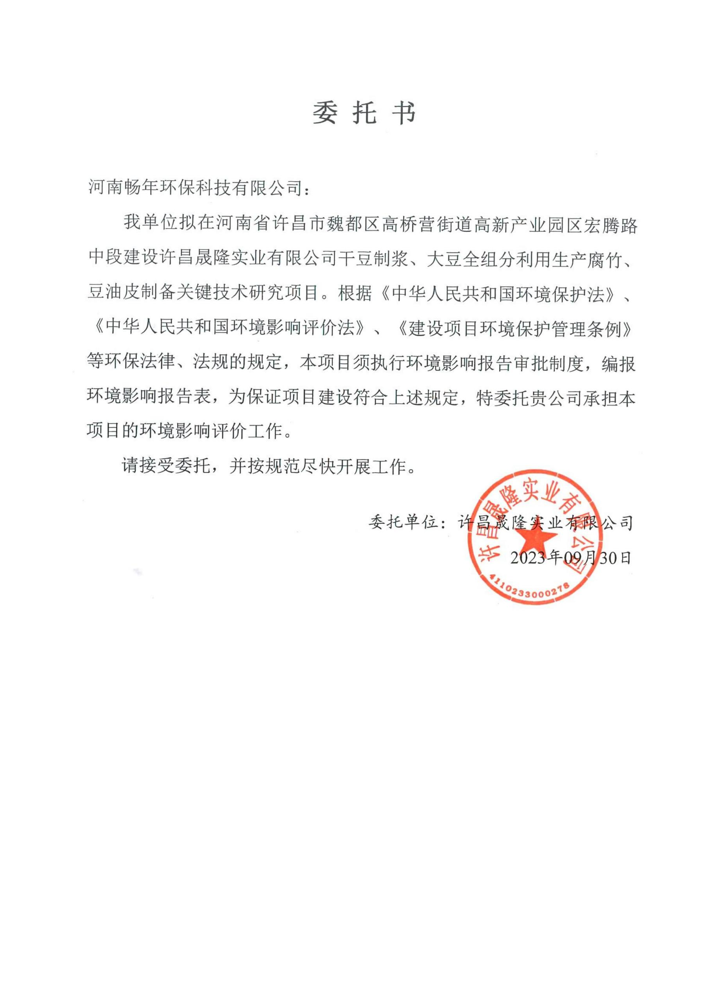 委托书
河南畅年环保科技有限公司：
我单位拟在河南省许昌市魏都区高桥营街道高新产业园区宏腾路
中段建设许昌晟隆实业有限公司干豆制浆、大豆全组分利用生产腐竹、
豆油皮制备关键技术研究项目。根据《中华人民共和国环境保护法》、
《中华人民共和国环境影响评价法》、《建设项目环境保护管理条例》
等环保法律、法规的规定，本项目须执行环境影响报告审批制度，编报
环境影响报告表，为保证项目建设符合上述规定，特委托贵公司承担本
项目的环境影响评价工作。
请接受委托，并按规范尽快开展工作。
委托单位：许昌晟隆实业有限公司
2023年09月30日
许昌晟隆实业有限公司
4110233000278